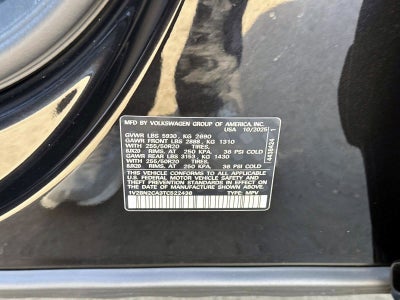 MFD BY VOLKSWAGEN GROUP OF AMERICA INC.
USA 10/2025
GVWR LBS 5930, KG 2690
GAWR FRONT LBS 2888, KG 1310
WITH 255/50R20 TIRES,
8JX20 RIMS, AT 250 KPA, 36 PSI COLD
GAWR REAR LBS 3153, KG 1430
WITH 255/50R20 TIRES,
8JX20 RIMS, AT 250 KPA, 36 PSI COLD
THIS VEHICLE CONFORMS TO ALL APPLICABLE
U.S. FEDERAL MOTOR VEHICLE SAFETY STANDARDS
IN EFFECT ON THE DATE OF MANUFACTURE
SHOWN ABOVE.
1V2BN2CA3TC522438 TYPE: MPV